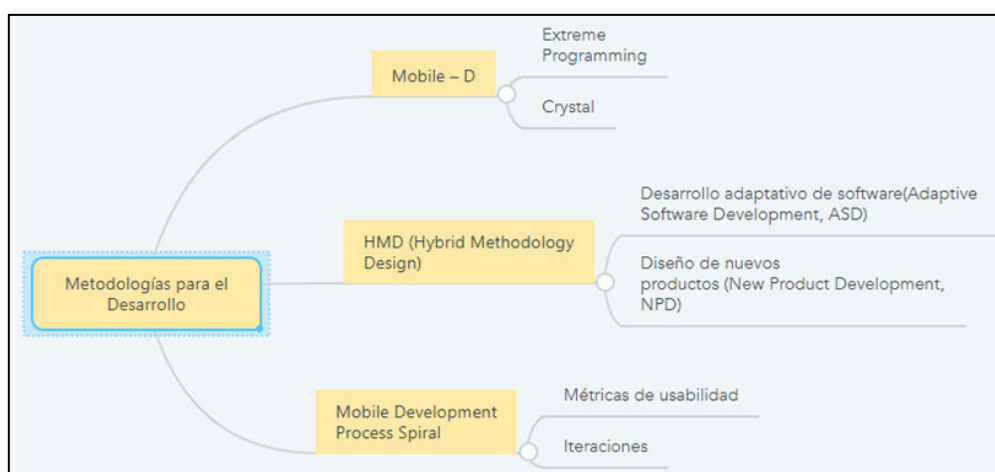 Extreme
Programming
Mobile – D
Crystal
Desarrollo adaptativo de software(Adaptive
Software Development, ASD)
HMD (Hybrid Methodology
Design)
Diseño de nuevos
productos (New Product Development,
NPD)
Metodologías para el
Desarrollo
Métricas de usabilidad
Mobile Development
Process Spiral
Iteraciones